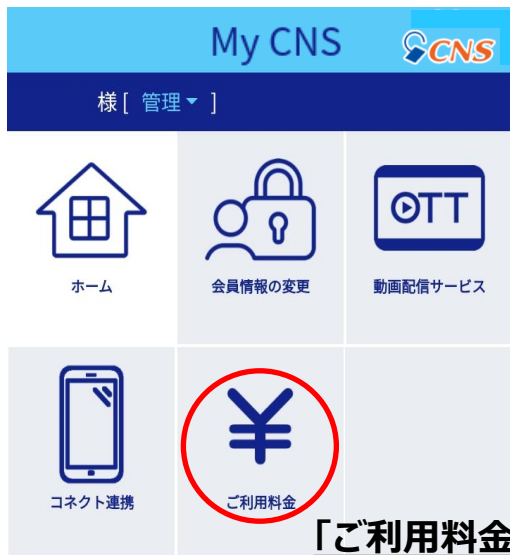 My CNS
CNS
様 [ 管理 ]
OTT
ホーム
会員情報の変更
動画配信サービス
¥
コネクト連携
ご利用料金
「ご利用料金